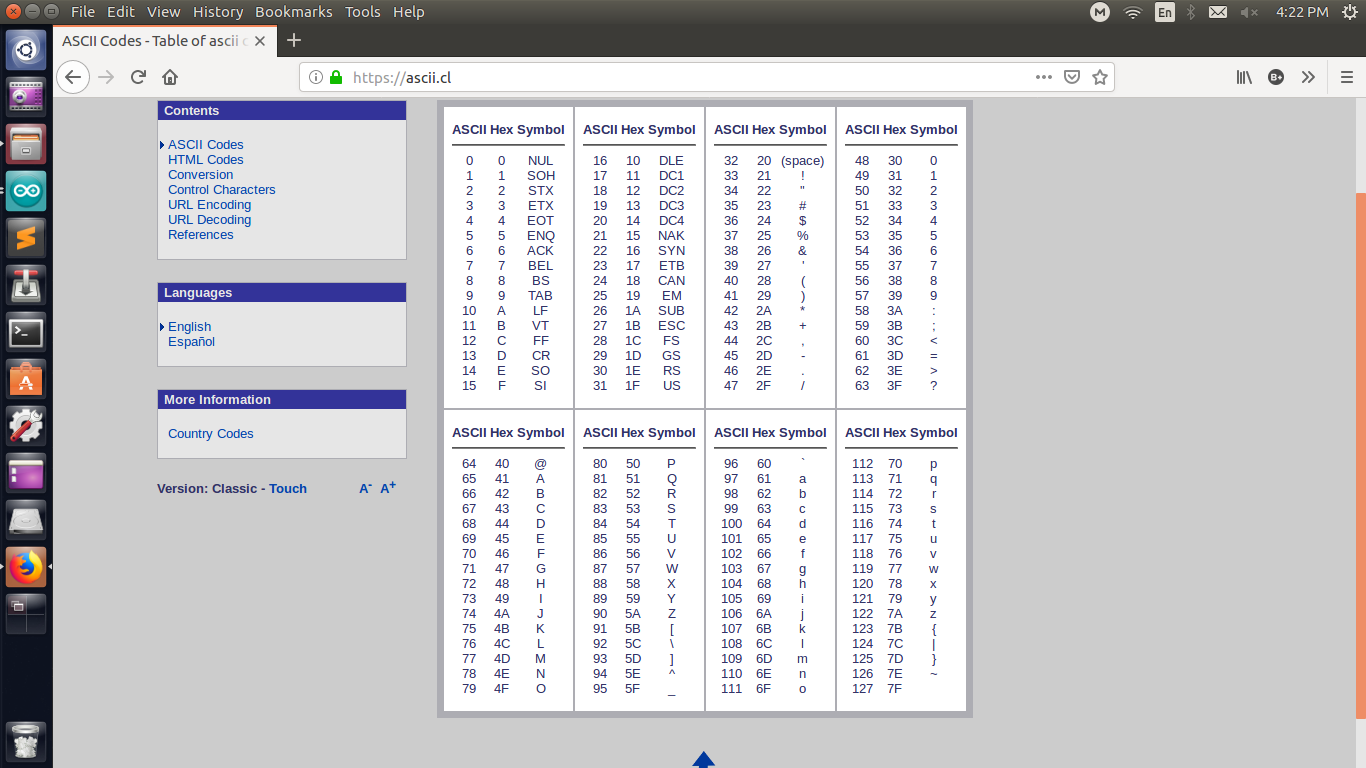 File Edit View History Bookmarks Tools Help
M
En
4:22 PM
ASCII Codes - Table of ascii c
https://ascii.cl
B+
Contents
ASCII Codes
HTML Codes
Conversion
Control Characters
URL Encoding
URL Decoding
References
Languages
English
Español
More Information
Country Codes
Version: Classic - Touch A- A+
ASCII Hex Symbol
0 0 NUL
1 1 SOH
2 2 STX
3 3 ETX
4 4 EOT
5 5 ENQ
6 6 ACK
7 7 BEL
8 8 BS
9 9 TAB
10 A LF
11 B VT
12 C FF
13 D CR
14 E SO
15 F SI
ASCII Hex Symbol
16 10 DLE
17 11 DC1
18 12 DC2
19 13 DC3
20 14 DC4
21 15 NAK
22 16 SYN
23 17 ETB
24 18 CAN
25 19 EM
26 1A SUB
27 1B ESC
28 1C FS
29 1D GS
30 1E RS
31 1F US
ASCII Hex Symbol
32 20 (space)
33 21 !
34 22 "
35 23 #
36 24 $
37 25 %
38 26 &
39 27 '
40 28 (
41 29 )
42 2A *
43 2B +
44 2C ,
45 2D -
46 2E .
47 2F /
ASCII Hex Symbol
48 30 0
49 31 1
50 32 2
51 33 3
52 34 4
53 35 5
54 36 6
55 37 7
56 38 8
57 39 9
58 3A :
59 3B ;
60 3C <
61 3D =
62 3E >
63 3F ?
ASCII Hex Symbol
64 40 @
65 41 A
66 42 B
67 43 C
68 44 D
69 45 E
70 46 F
71 47 G
72 48 H
73 49 I
74 4A J
75 4B K
76 4C L
77 4D M
78 4E N
79 4F O
ASCII Hex Symbol
80 50 P
81 51 Q
82 52 R
83 53 S
84 54 T
85 55 U
86 56 V
87 57 W
88 58 X
89 59 Y
90 5A Z
91 5B [
92 5C \
93 5D ]
94 5E ^
95 5F _
ASCII Hex Symbol
96 60 `
97 61 a
98 62 b
99 63 c
100 64 d
101 65 e
102 66 f
103 67 g
104 68 h
105 69 i
106 6A j
107 6B k
108 6C l
109 6D m
110 6E n
111 6F o
ASCII Hex Symbol
112 70 p
113 71 q
114 72 r
115 73 s
116 74 t
117 75 u
118 76 v
119 77 w
120 78 x
121 79 y
122 7A z
123 7B {
124 7C |
125 7D }
126 7E ~
127 7F